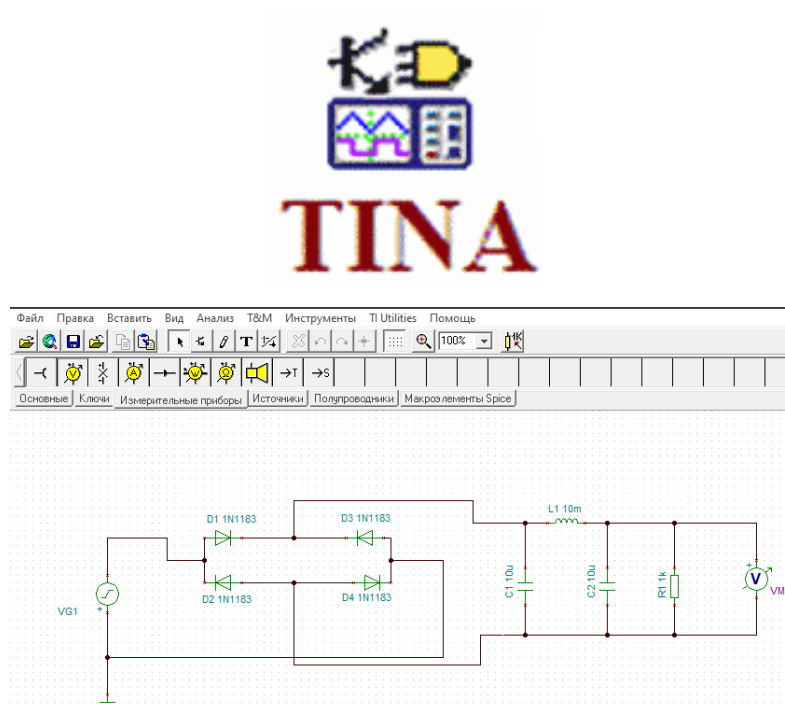 TINA
Файл Правка Вставить Вид Анализ T&M Инструменты TI Utilities Помощь
T 100% 1K
V A W Ω →T →S
Основные Ключи Измерительные приборы Источники Полупроводники Макроэлементы Spice
L1 10m
D1 1N1183 D3 1N1183
C1 10u C2 10u R1 1k + V VM
D2 1N1183 D4 1N1183
VG1 +